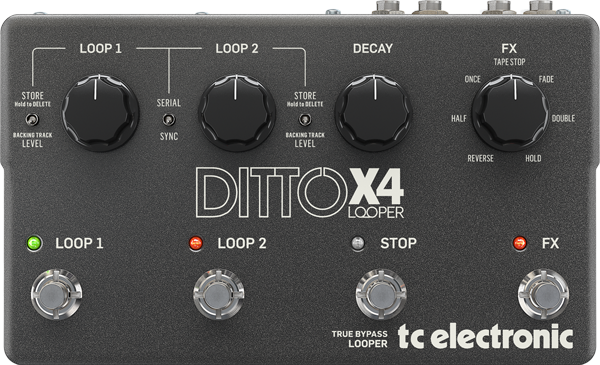 LOOP 1
LOOP 2
DECAY
FX
TAPE STOP
ONCE
FADE
STORE
Hold to DELETE
SERIAL
STORE
Hold to DELETE
HALF
DOUBLE
BACKING TRACK
LEVEL
SYNC
BACKING TRACK
LEVEL
REVERSE
HOLD
DITTO X4
LOOPER
LOOP 1
LOOP 2
STOP
FX
TRUE BYPASS
LOOPER
tc electronic